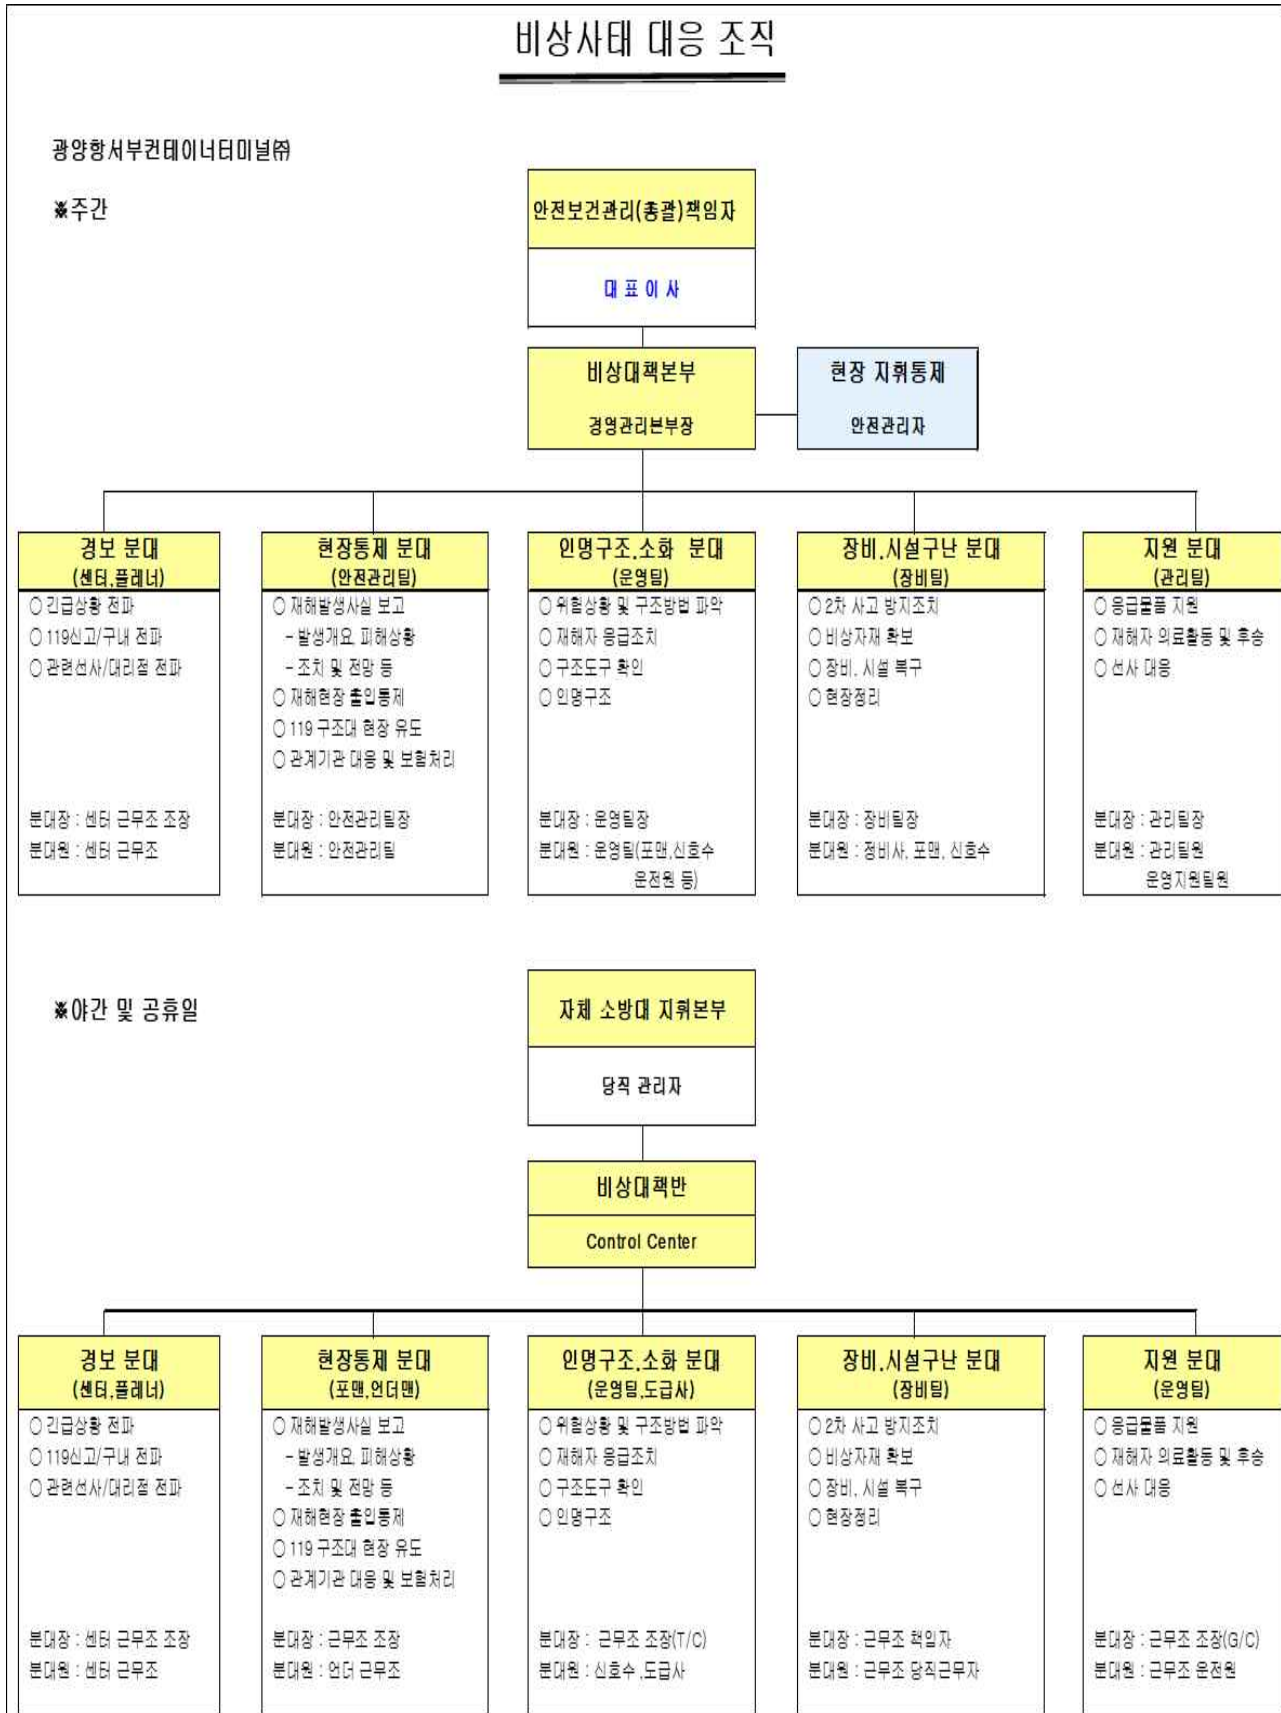 비상사태 대응 조직
광양항서부컨테이너터미널㈜
※주간
안전보건관리(총괄)책임자
대 표 이 사
비상대책본부
경영관리본부장
현장 지휘통제
안전관리자
경보 분대
(센터,플래너)
○ 긴급상황 전파
○ 119신고/구내 전파
○ 관련선사/대리점 전파
분대장 : 센터 근무조 조장
분대원 : 센터 근무조
현장통제 분대
(안전관리팀)
○ 재해발생사실 보고
- 발생개요, 피해상황
- 조치 및 전망 등
○ 재해현장 출입통제
○ 119 구조대 현장 유도
○ 관계기관 대응 및 보험처리
분대장 : 안전관리팀장
분대원 : 안전관리팀
인명구조,소화 분대
(운영팀)
○ 위험상황 및 구조방법 파악
○ 재해자 응급조치
○ 구조도구 확인
○ 인명구조
분대장 : 운영팀장
분대원 : 운영팀(포맨,신호수
운전원 등)
장비,시설구난 분대
(장비팀)
○ 2차 사고 방지조치
○ 비상자재 확보
○ 장비, 시설 복구
○ 현장정리
분대장 : 장비팀장
분대원 : 정비사, 포맨, 신호수
지원 분대
(관리팀)
○ 응급물품 지원
○ 재해자 의료활동 및 후송
○ 선사 대응
분대장 : 관리팀장
분대원 : 관리팀원
운영지원팀원
※야간 및 공휴일
자체 소방대 지휘본부
당직 관리자
비상대책반
Control Center
경보 분대
(센터,플래너)
○ 긴급상황 전파
○ 119신고/구내 전파
○ 관련선사/대리점 전파
분대장 : 센터 근무조 조장
분대원 : 센터 근무조
현장통제 분대
(포맨,언더맨)
○ 재해발생사실 보고
- 발생개요, 피해상황
- 조치 및 전망 등
○ 재해현장 출입통제
○ 119 구조대 현장 유도
○ 관계기관 대응 및 보험처리
분대장 : 근무조 조장
분대원 : 언더 근무조
인명구조,소화 분대
(운영팀,도급사)
○ 위험상황 및 구조방법 파악
○ 재해자 응급조치
○ 구조도구 확인
○ 인명구조
분대장 : 근무조 조장(T/C)
분대원 : 신호수 ,도급사
장비,시설구난 분대
(장비팀)
○ 2차 사고 방지조치
○ 비상자재 확보
○ 장비, 시설 복구
○ 현장정리
분대장 : 근무조 책임자
분대원 : 근무조 당직근무자
지원 분대
(운영팀)
○ 응급물품 지원
○ 재해자 의료활동 및 후송
○ 선사 대응
분대장 : 근무조 조장(G/C)
분대원 : 근무조 운전원